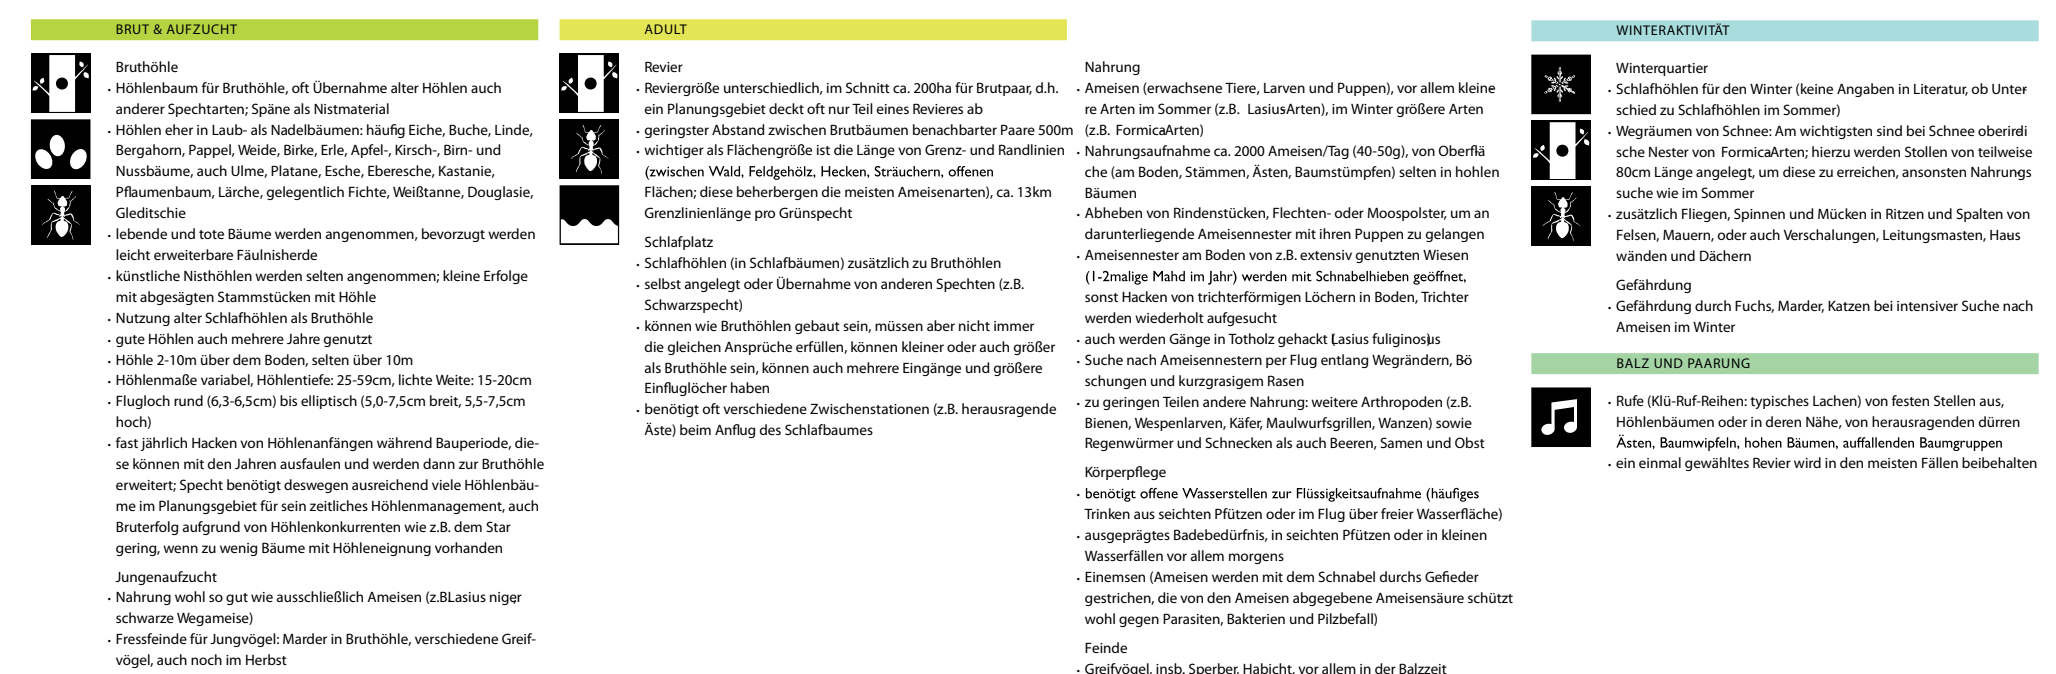 BRUT & AUFZUCHT
Bruthöhle
· Höhlenbaum für Bruthöhle, oft Übernahme alter Höhlen auch
anderer Spechtarten; Späne als Nistmaterial
· Höhlen eher in Laub- als Nadelbäumen: häufig Eiche, Buche, Linde,
Bergahorn, Pappel, Weide, Birke, Erle, Apfel-, Kirsch-, Birn- und
Nussbäume, auch Ulme, Platane, Esche, Eberesche, Kastanie,
Pflaumenbaum, Lärche, gelegentlich Fichte, Weißtanne, Douglasie,
Gleditschie
· lebende und tote Bäume werden angenommen, bevorzugt werden
leicht erweiterbare Fäulnisherde
· künstliche Nisthöhlen werden selten angenommen; kleine Erfolge
mit abgesägten Stammstücken mit Höhle
· Nutzung alter Schlafhöhlen als Bruthöhle
· gute Höhlen auch mehrere Jahre genutzt
· Höhle 2-10m über dem Boden, selten über 10m
· Höhlenmaße variabel, Höhlentiefe: 25-59cm, lichte Weite: 15-20cm
· Flugloch rund (6,3-6,5cm) bis elliptisch (5,0-7,5cm breit, 5,5-7,5cm
hoch)
· fast jährlich Hacken von Höhlenanfängen während Bauperiode, die-
se können mit den Jahren ausfaulen und werden dann zur Bruthöhle
erweitert; Specht benötigt deswegen ausreichend viele Höhlenbäu-
me im Planungsgebiet für sein zeitliches Höhlenmanagement, auch
Bruterfolg aufgrund von Höhlenkonkurrenten wie z.B. dem Star
gering, wenn zu wenig Bäume mit Höhleneignung vorhanden
Jungenaufzucht
· Nahrung wohl so gut wie ausschließlich Ameisen (z.B.Lasius niger,
schwarze Wegameise)
· Fressfeinde für Jungvögel: Marder in Bruthöhle, verschiedene Greif-
vögel, auch noch im Herbst
ADULT
Revier
· Reviergröße unterschiedlich, im Schnitt ca. 200ha für Brutpaar, d.h.
ein Planungsgebiet deckt oft nur Teil eines Revieres ab
· geringster Abstand zwischen Brutbäumen benachbarter Paare 500m
· wichtiger als Flächengröße ist die Länge von Grenz- und Randlinien
(zwischen Wald, Feldgehölz, Hecken, Sträuchern, offenen
Flächen; diese beherbergen die meisten Ameisenarten), ca. 13km
Grenzlinienlänge pro Grünspecht
Schlafplatz
· Schlafhöhlen (in Schlafbäumen) zusätzlich zu Bruthöhlen
· selbst angelegt oder Übernahme von anderen Spechten (z.B.
Schwarzspecht)
· können wie Bruthöhlen gebaut sein, müssen aber nicht immer
die gleichen Ansprüche erfüllen, können kleiner oder auch größer
als Bruthöhle sein, können auch mehrere Eingänge und größere
Einfluglöcher haben
· benötigt oft verschiedene Zwischenstationen (z.B. herausragende
Äste) beim Anflug des Schlafbaumes
Nahrung
· Ameisen (erwachsene Tiere, Larven und Puppen), vor allem kleine-
re Arten im Sommer (z.B. Lasius-Arten), im Winter größere Arten
(z.B. Formica-Arten)
· Nahrungsaufnahme ca. 2000 Ameisen/Tag (40-50g), von Oberflä
che (am Boden, Stämmen, Ästen, Baumstümpfen) selten in hohlen
Bäumen
· Abheben von Rindenstücken, Flechten- oder Moospolster, um an
darunterliegende Ameisennester mit ihren Puppen zu gelangen
· Ameisennester am Boden von z.B. extensiv genutzten Wiesen
(1-2malige Mahd im Jahr) werden mit Schnabelhieben geöffnet,
sonst Hacken von trichterförmigen Löchern in Boden, Trichter
werden wiederholt aufgesucht
· auch werden Gänge in Totholz gehackt (Lasius fuliginosus)
· Suche nach Ameisennestern per Flug entlang Wegrändern, Bö
schungen und kurzgrasigem Rasen
· zu geringen Teilen andere Nahrung: weitere Arthropoden (z.B.
Bienen, Wespenlarven, Käfer, Maulwurfsgrillen, Wanzen) sowie
Regenwürmer und Schnecken als auch Beeren, Samen und Obst
Körperpflege
· benötigt offene Wasserstellen zur Flüssigkeitsaufnahme (häufiges
Trinken aus seichten Pfützen oder im Flug über freier Wasserfläche)
· ausgeprägtes Badebedürfnis, in seichten Pfützen oder in kleinen
Wasserfällen vor allem morgens
· Einemsen (Ameisen werden mit dem Schnabel durchs Gefieder
gestrichen, die von den Ameisen abgegebene Ameisensäure schützt
wohl gegen Parasiten, Bakterien und Pilzbefall)
Feinde
· Greifvögel, insb. Sperber, Habicht, vor allem in der Balzzeit
WINTERAKTIVITÄT
Winterquartier
· Schlafhöhlen für den Winter (keine Angaben in Literatur, ob Unter-
schied zu Schlafhöhlen im Sommer)
· Wegräumen von Schnee: Am wichtigsten sind bei Schnee oberirdi
sche Nester von Formica-Arten; hierzu werden Stollen von teilweise
80cm Länge angelegt, um diese zu erreichen, ansonsten Nahrungs-
suche wie im Sommer
· zusätzlich Fliegen, Spinnen und Mücken in Ritzen und Spalten von
Felsen, Mauern, oder auch Verschalungen, Leitungsmasten, Haus-
wänden und Dächern
Gefährdung
· Gefährdung durch Fuchs, Marder, Katzen bei intensiver Suche nach
Ameisen im Winter
BALZ UND PAARUNG
· Rufe (Klü-Ruf-Reihen: typisches Lachen) von festen Stellen aus,
Höhlenbäumen oder in deren Nähe, von herausragenden dürren
Ästen, Baumwipfeln, hohen Bäumen, auffallenden Baumgruppen
· ein einmal gewähltes Revier wird in den meisten Fällen beibehalten